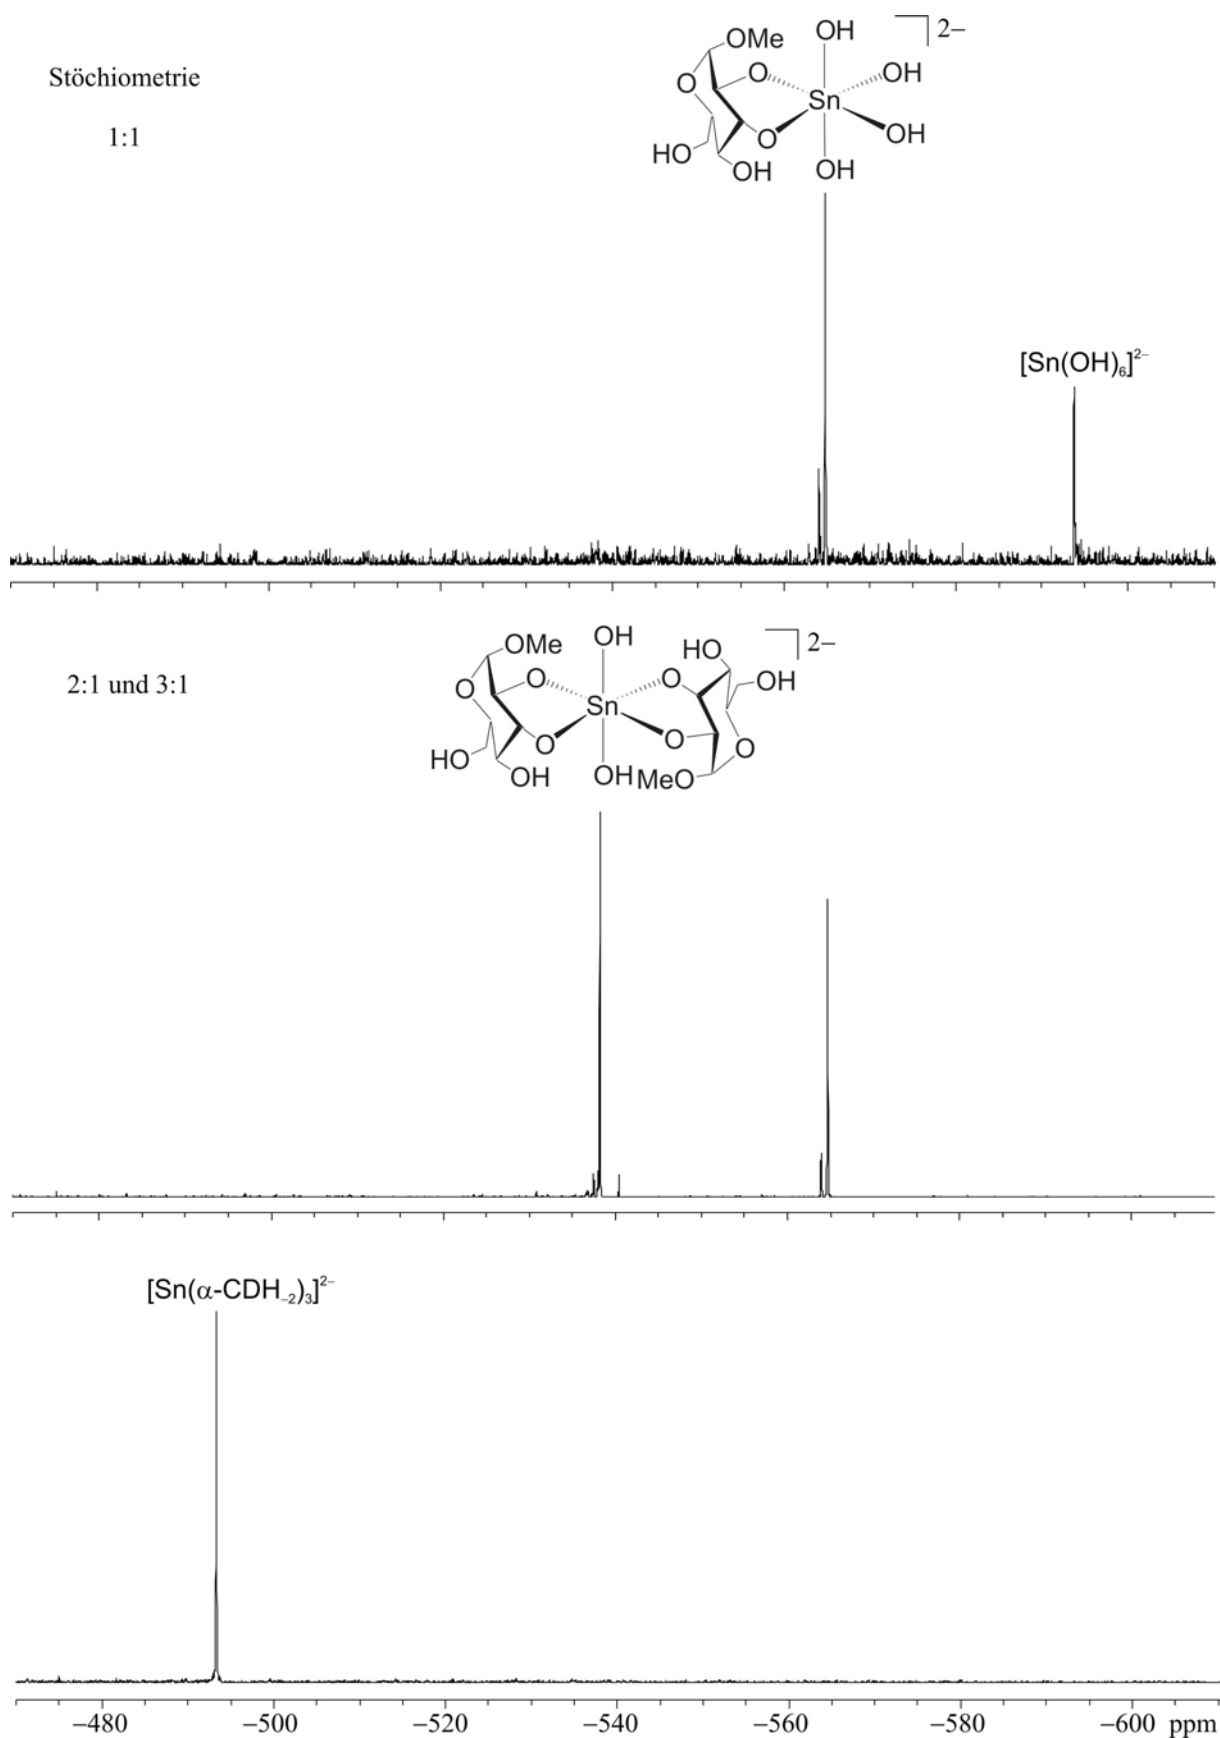 Stöchiometrie
1:1
OMe
O
O
O
HO
OH
Sn
OH
OH
OH
OH
2–
[Sn(OH)₆]²⁻
2:1 und 3:1
OMe
O
O
O
HO
OH
Sn
OH
OH
HO
OH
O
O
O
MeO
2–
[Sn(α-CDH₋₂)₃]²⁻
−480 −500 −520 −540 −560 −580 −600 ppm